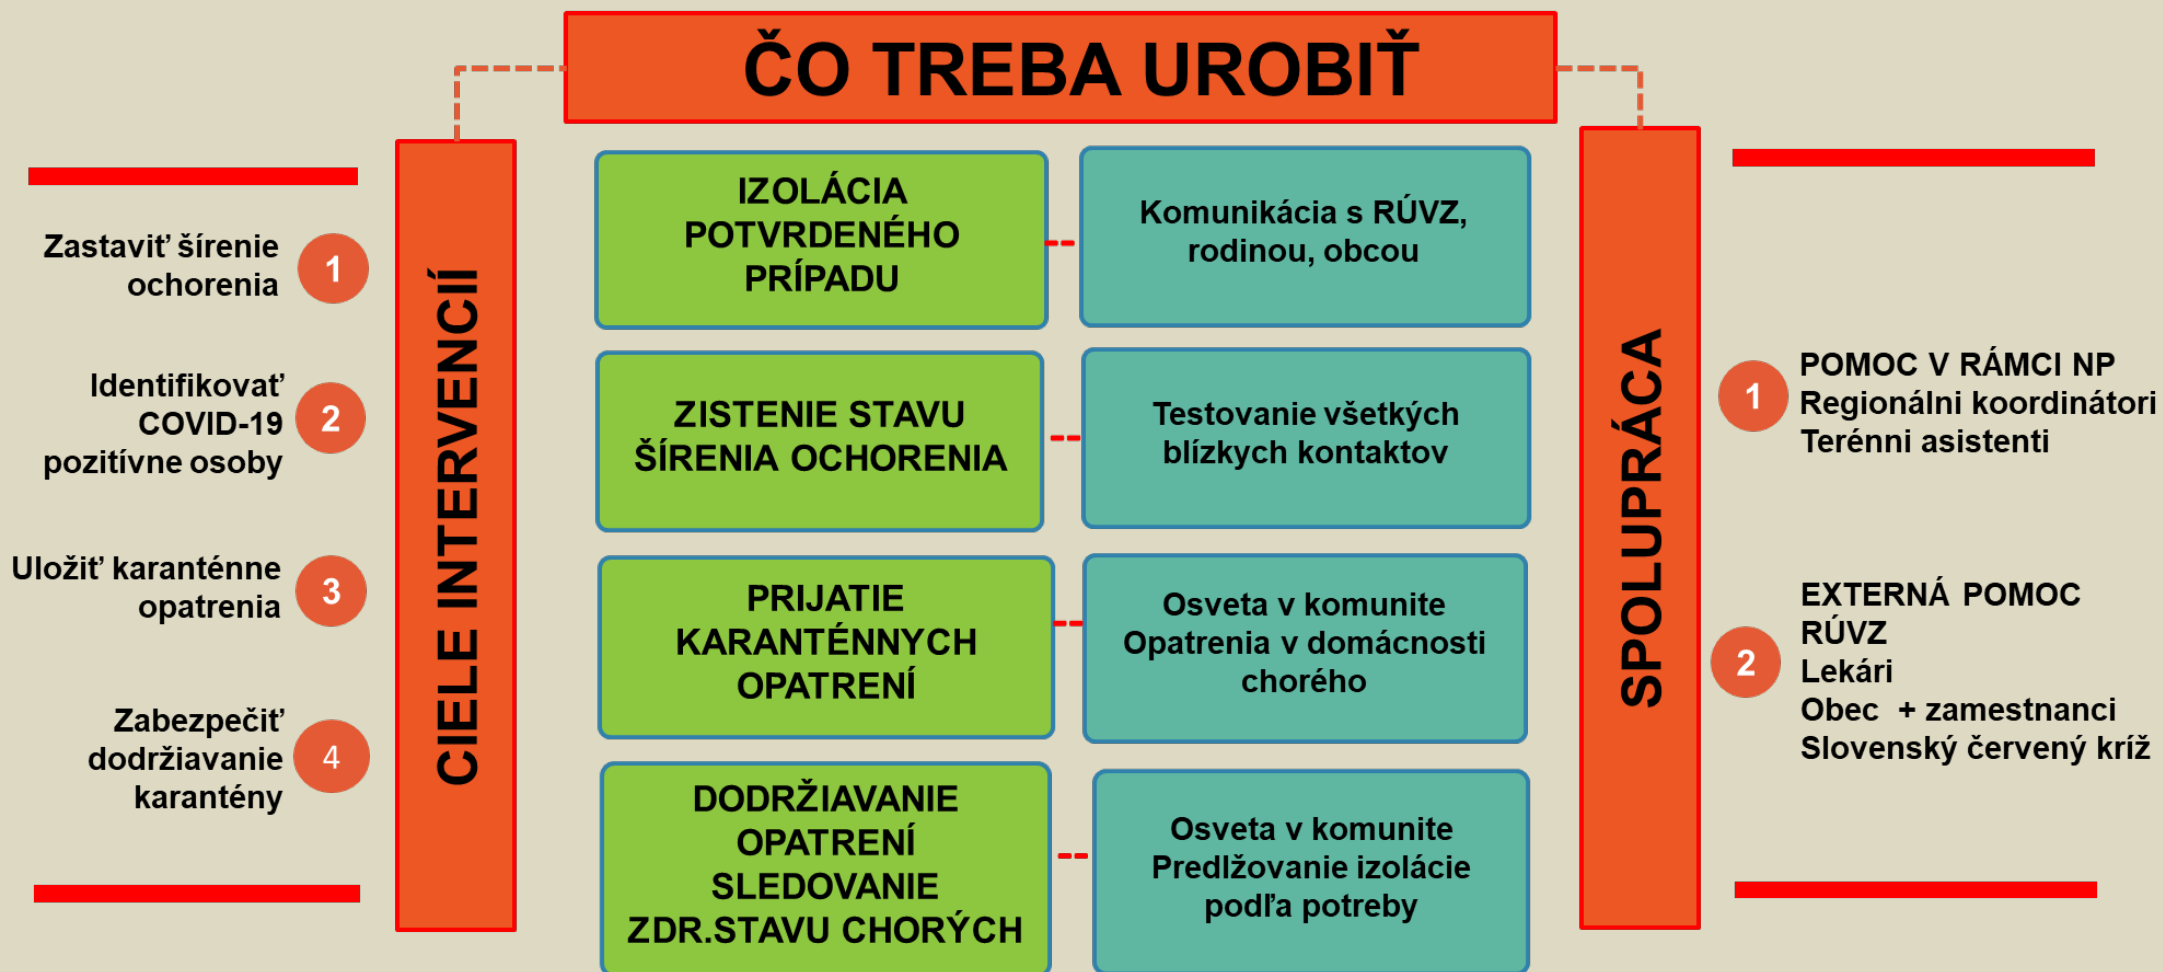 ČO TREBA UROBIŤ
CIELE INTERVENCIÍ
Zastaviť šírenie
ochorenia
1
Identifikovať
COVID-19
pozitívne osoby
2
Uložiť karanténne
opatrenia
3
Zabezpečiť
dodržiavanie
karantény
4
IZOLÁCIA
POTVRDENÉHO
PRÍPADU
Komunikácia s RÚVZ,
rodinou, obcou
ZISTENIE STAVU
ŠÍRENIA OCHORENIA
Testovanie všetkých
blízkych kontaktov
PRIJATIE
KARANTÉNNYCH
OPATRENÍ
Osveta v komunite
Opatrenia v domácnosti
chorého
DODRŽIAVANIE
OPATRENÍ
SLEDOVANIE
ZDR.STAVU CHORÝCH
Osveta v komunite
Predlžovanie izolácie
podľa potreby
SPOLUPRÁCA
1
POMOC V RÁMCI NP
Regionálni koordinátori
Terénni asistenti
2
EXTERNÁ POMOC
RÚVZ
Lekári
Obec + zamestnanci
Slovenský červený kríž